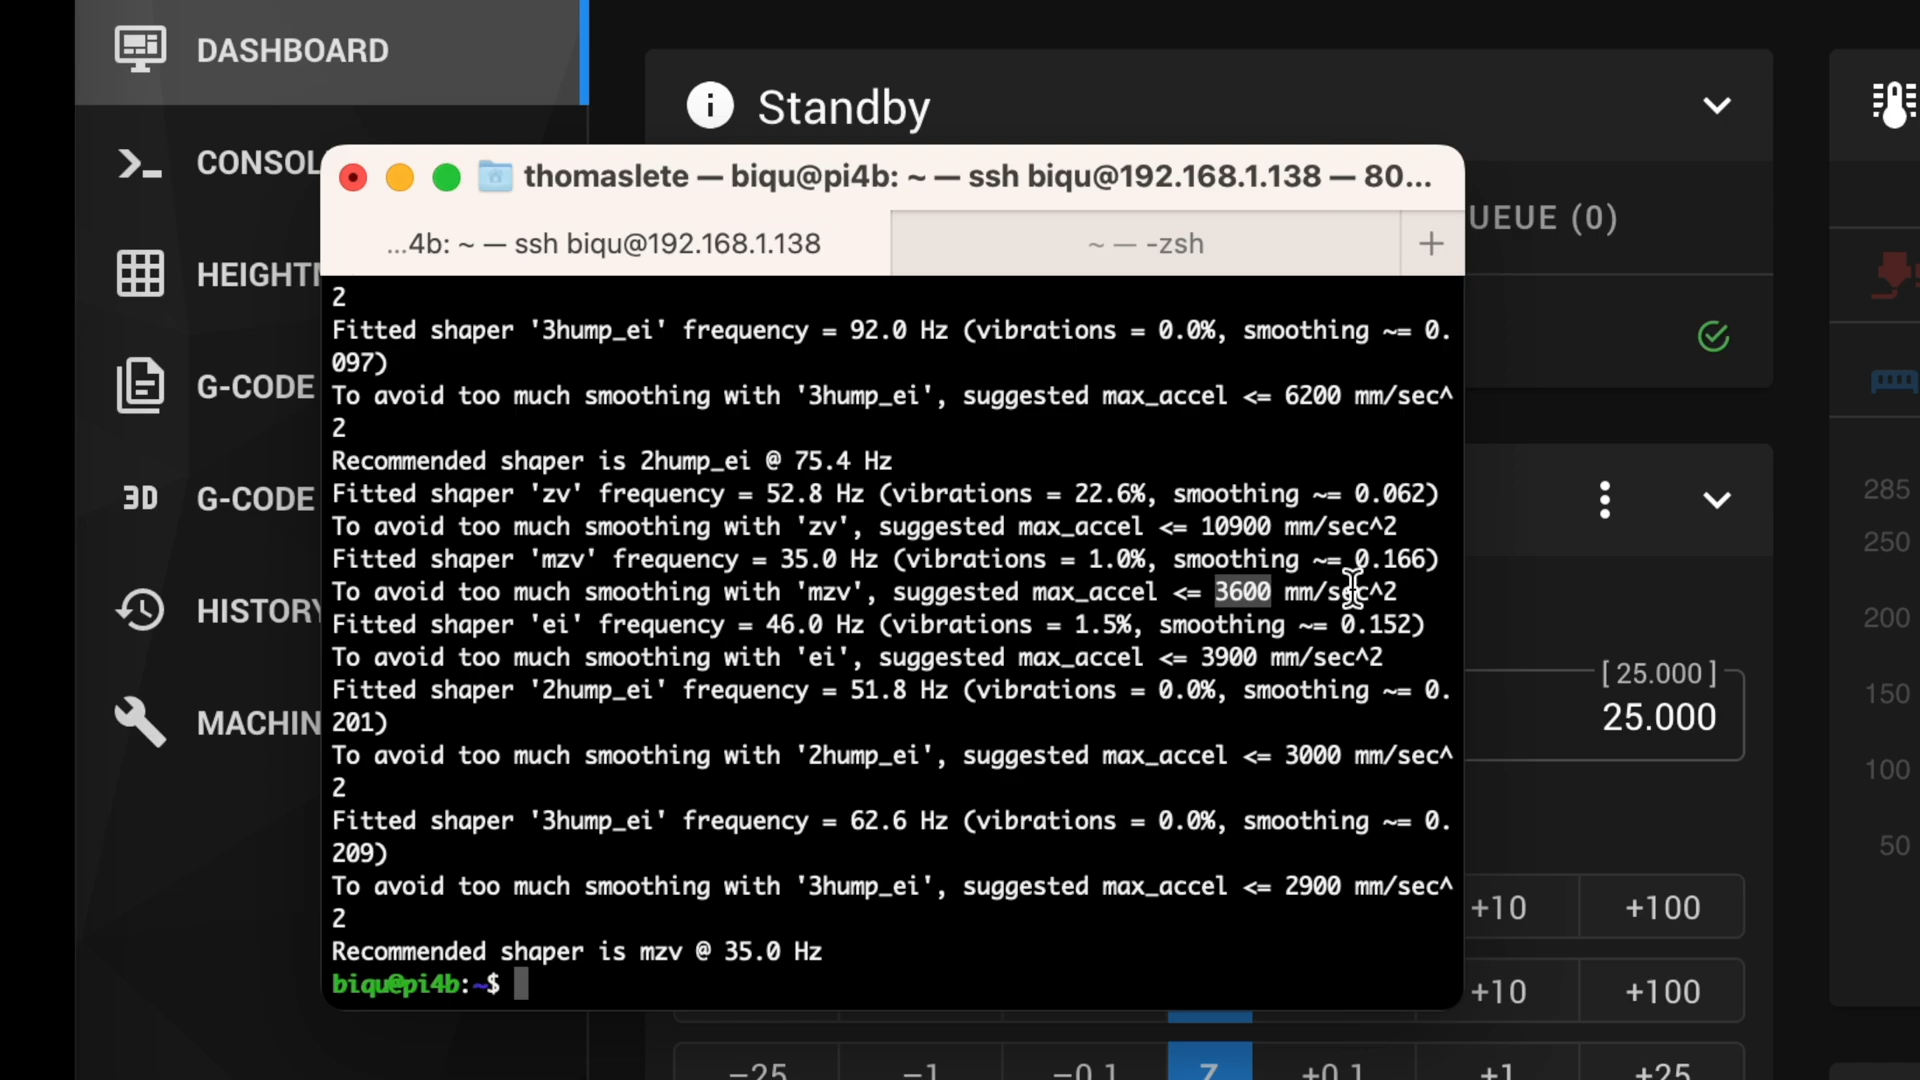 DASHBOARD
Standby
CONSOL
thomaslete — biqu@pi4b: ~ — ssh biqu@192.168.1.138 — 80...
UEUE (0)
...4b: ~ — ssh biqu@192.168.1.138
~ — -zsh
+
HEIGHTM
2
Fitted shaper '3hump_ei' frequency = 92.0 Hz (vibrations = 0.0%, smoothing ~= 0.
097)
To avoid too much smoothing with '3hump_ei', suggested max_accel <= 6200 mm/sec^
2
G-CODE
Recommended shaper is 2hump_ei @ 75.4 Hz
Fitted shaper 'zv' frequency = 52.8 Hz (vibrations = 22.6%, smoothing ~= 0.062)
3D G-CODE
To avoid too much smoothing with 'zv', suggested max_accel <= 10900 mm/sec^2
Fitted shaper 'mzv' frequency = 35.0 Hz (vibrations = 1.0%, smoothing ~= 0.166)
To avoid too much smoothing with 'mzv', suggested max_accel <= 3600 mm/sec^2
HISTORY
Fitted shaper 'ei' frequency = 46.0 Hz (vibrations = 1.5%, smoothing ~= 0.152)
To avoid too much smoothing with 'ei', suggested max_accel <= 3900 mm/sec^2
Fitted shaper '2hump_ei' frequency = 51.8 Hz (vibrations = 0.0%, smoothing ~= 0.
201)
MACHIN
To avoid too much smoothing with '2hump_ei', suggested max_accel <= 3000 mm/sec^
2
Fitted shaper '3hump_ei' frequency = 62.6 Hz (vibrations = 0.0%, smoothing ~= 0.
209)
To avoid too much smoothing with '3hump_ei', suggested max_accel <= 2900 mm/sec^
2
Recommended shaper is mzv @ 35.0 Hz
biqu@pi4b:~$
[ 25.000 ]
25.000
+10 +100
+10 +100
−25 −1 −0.1 Z +0.1 +1 +25
285
250
200
150
100
50